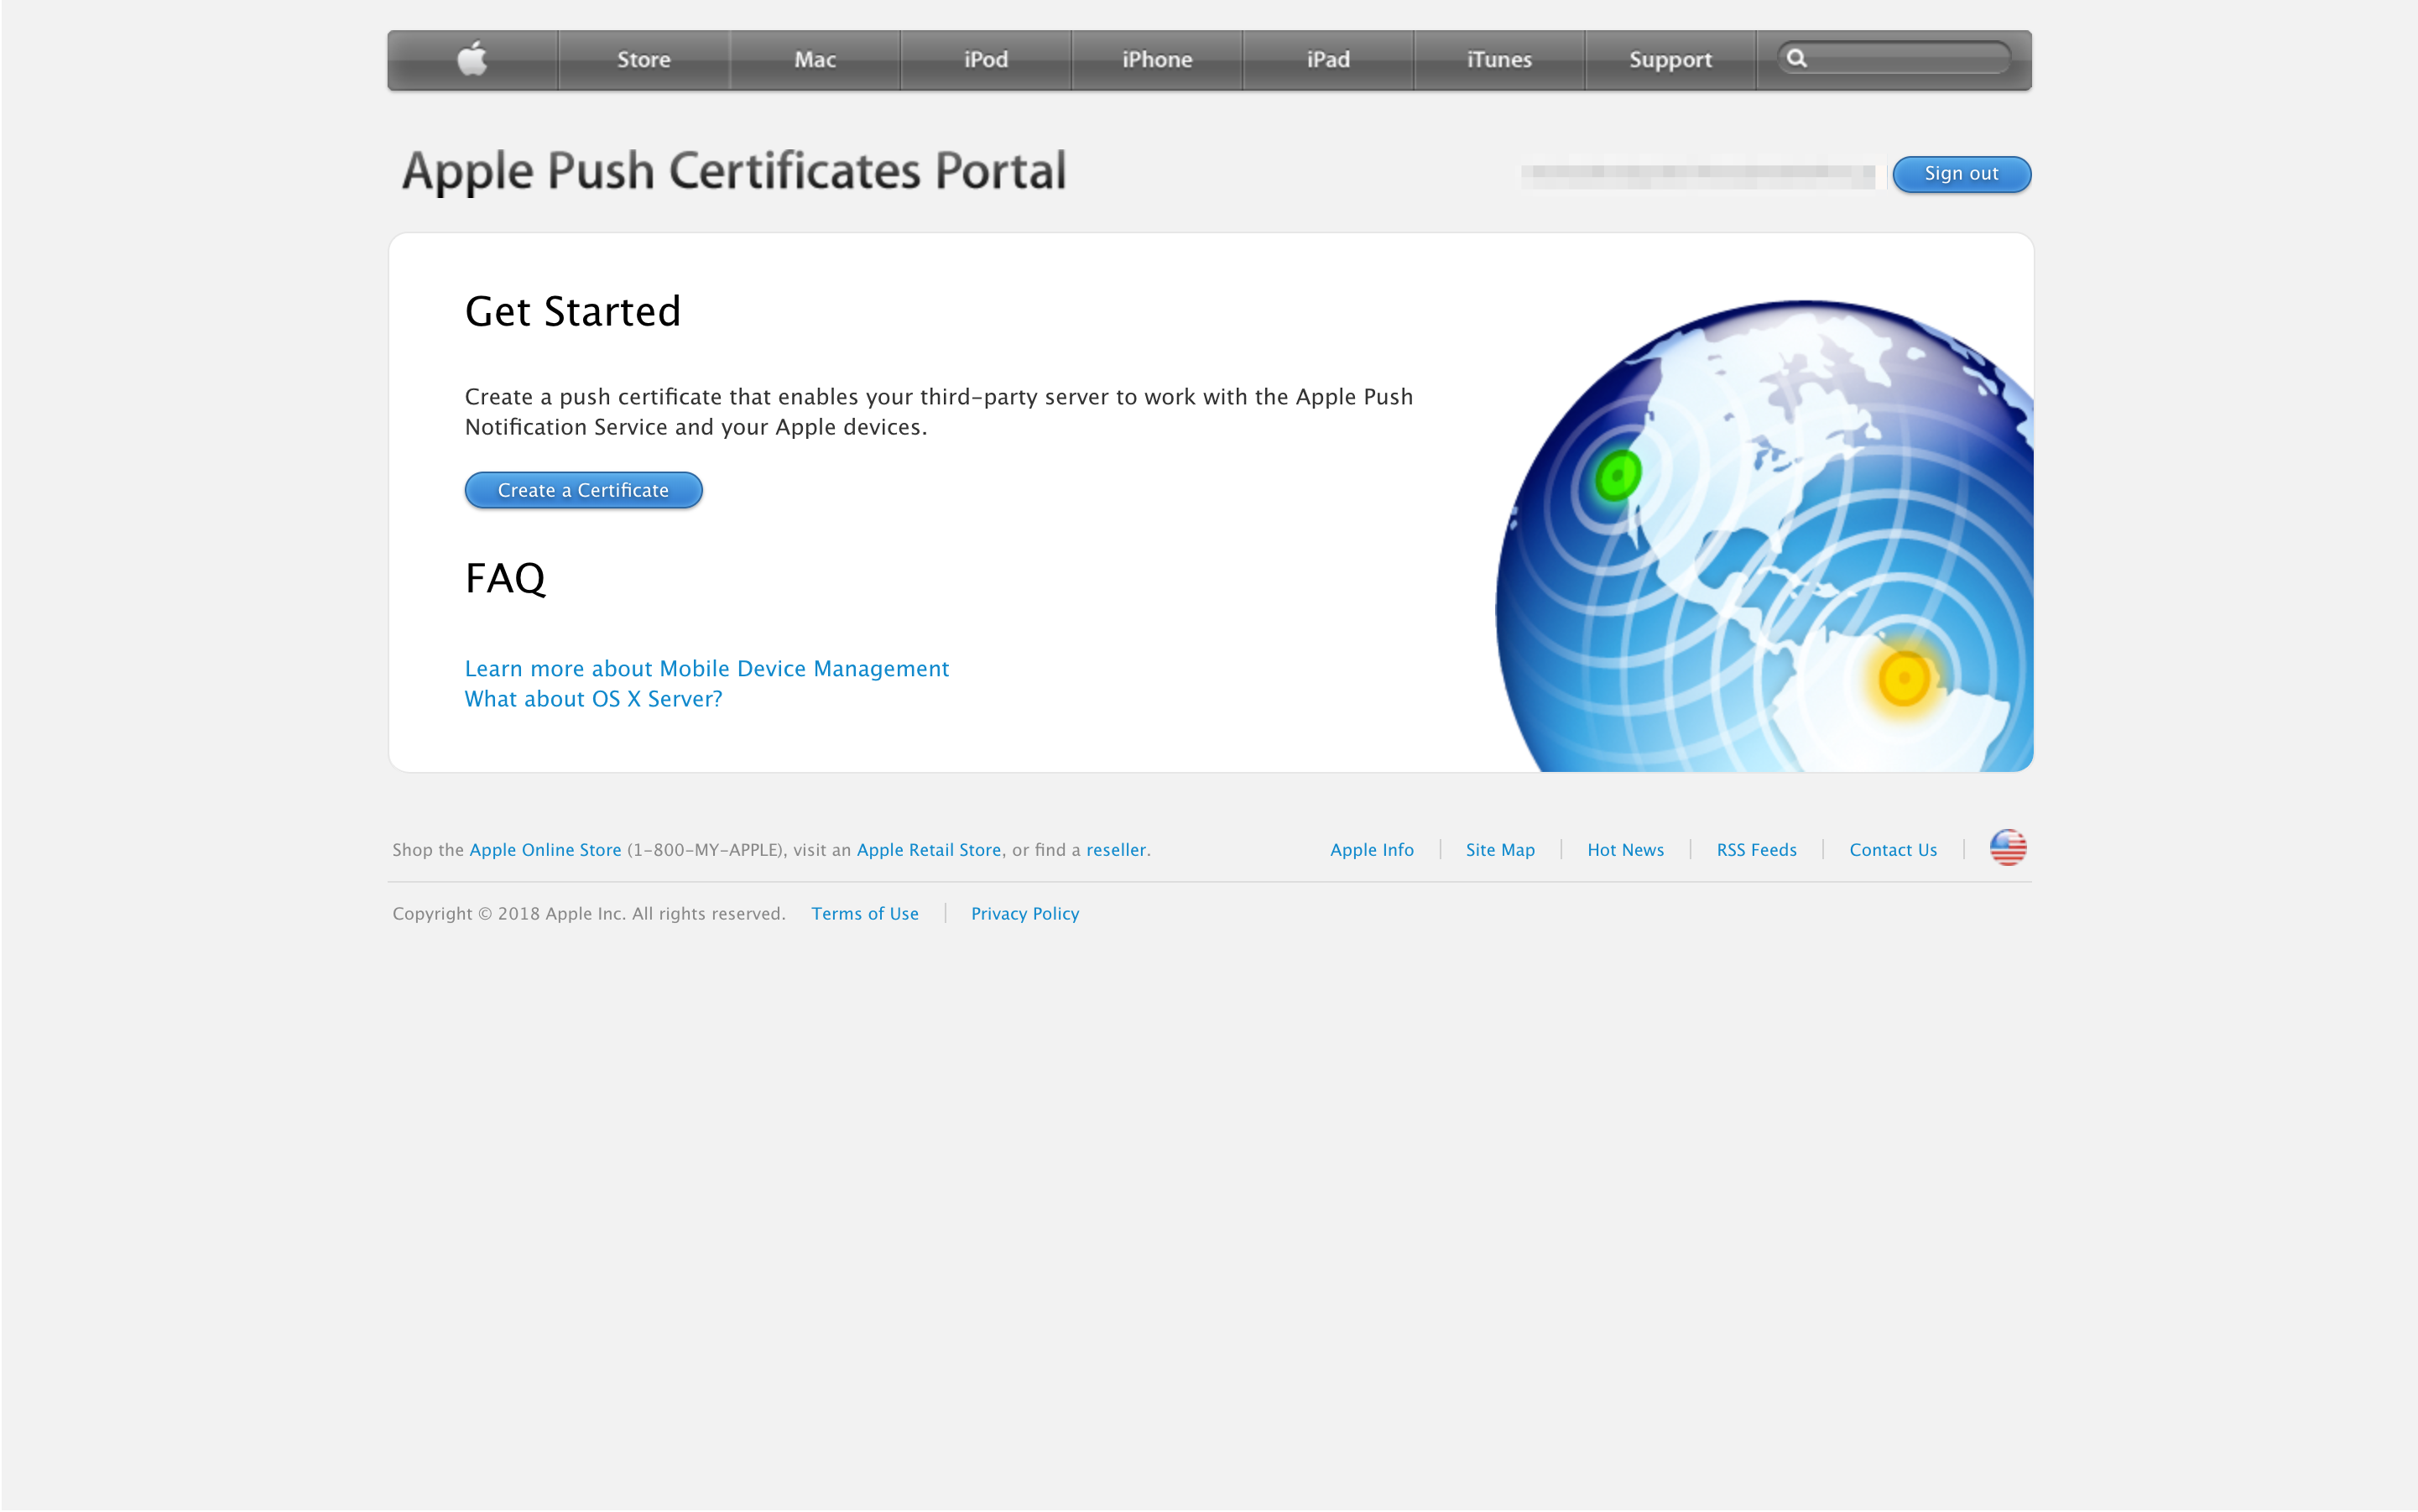 Store Mac iPod iPhone iPad iTunes Support
Apple Push Certificates Portal
Sign out
Get Started
Create a push certificate that enables your third-party server to work with the Apple Push
Notification Service and your Apple devices.
Create a Certificate
FAQ
Learn more about Mobile Device Management
What about OS X Server?
Shop the Apple Online Store (1-800-MY-APPLE), visit an Apple Retail Store, or find a reseller.
Apple Info Site Map Hot News RSS Feeds Contact Us
Copyright © 2018 Apple Inc. All rights reserved. Terms of Use Privacy Policy